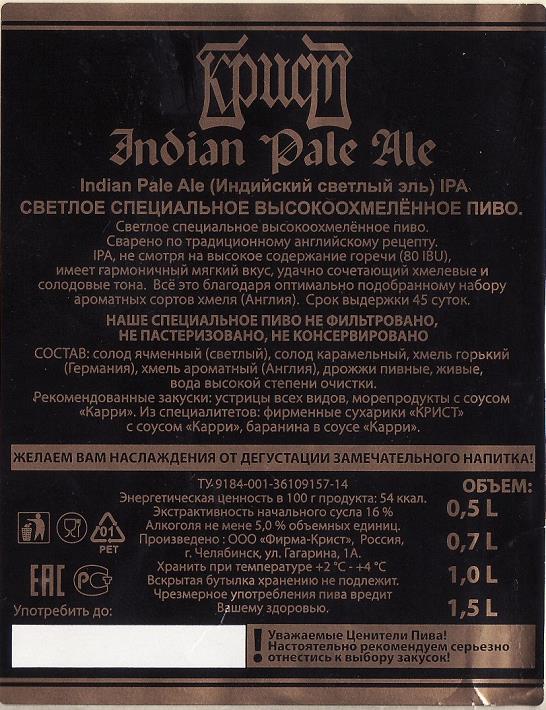 Крист
Indian Pale Ale
Indian Pale Ale (Индийский светлый эль) IPA
СВЕТЛОЕ СПЕЦИАЛЬНОЕ ВЫСОКООХМЕЛЁННОЕ ПИВО.
Светлое специальное высокоохмелённое пиво.
Сварено по традиционному английскому рецепту.
IPA, не смотря на высокое содержание горечи (80 IBU),
имеет гармоничный мягкий вкус, удачно сочетающий хмелевые и
солодовые тона. Всё это благодаря оптимально подобранному набору
ароматных сортов хмеля (Англия). Срок выдержки 45 суток.
НАШЕ СПЕЦИАЛЬНОЕ ПИВО НЕ ФИЛЬТРОВАНО,
НЕ ПАСТЕРИЗОВАНО, НЕ КОНСЕРВИРОВАНО
СОСТАВ: солод ячменный (светлый), солод карамельный, хмель горький
(Германия), хмель ароматный (Англия), дрожжи пивные, живые,
вода высокой степени очистки.
Рекомендованные закуски: устрицы всех видов, морепродукты с соусом
«Карри». Из специалитетов: фирменные сухарики «КРИСТ»
с соусом «Карри», баранина в соусе «Карри».
ЖЕЛАЕМ ВАМ НАСЛАЖДЕНИЯ ОТ ДЕГУСТАЦИИ ЗАМЕЧАТЕЛЬНОГО НАПИТКА!
ТУ-9184-001-36109157-14
Энергетическая ценность в 100 г продукта: 54 ккал.
Экстрактивность начального сусла 16 %
Алкоголя не мене 5,0 % объемных единиц.
Произведено : ООО «Фирма-Крист», Россия,
г. Челябинск, ул. Гагарина, 1А.
Хранить при температуре +2 °C - +4 °C
Вскрытая бутылка хранению не подлежит.
Чрезмерное употребления пива вредит
Вашему здоровью.
ОБЪЕМ:
0,5 L
0,7 L
1,0 L
1,5 L
01
PET
EAC
РСТ
Употребить до:
! Уважаемые Ценители Пива!
Настоятельно рекомендуем серьезно
отнестись к выбору закусок!